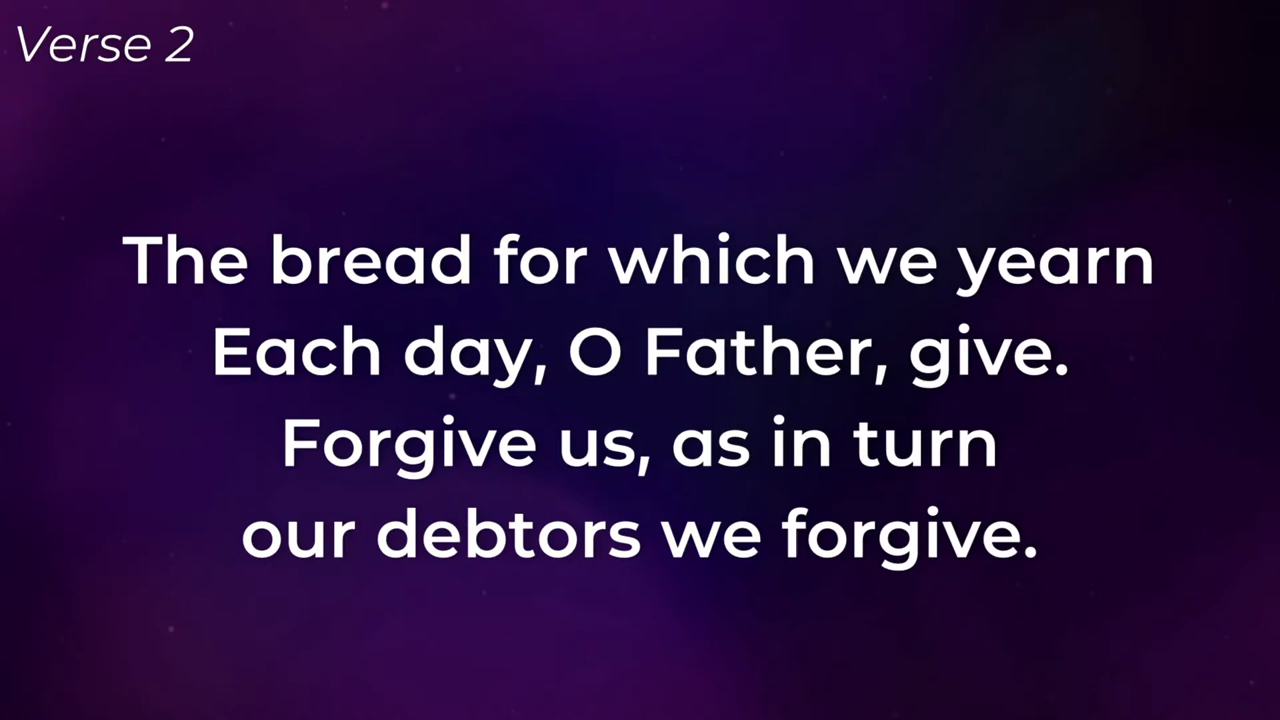 Verse 2
The bread for which we yearn
Each day, O Father, give.
Forgive us, as in turn
our debtors we forgive.